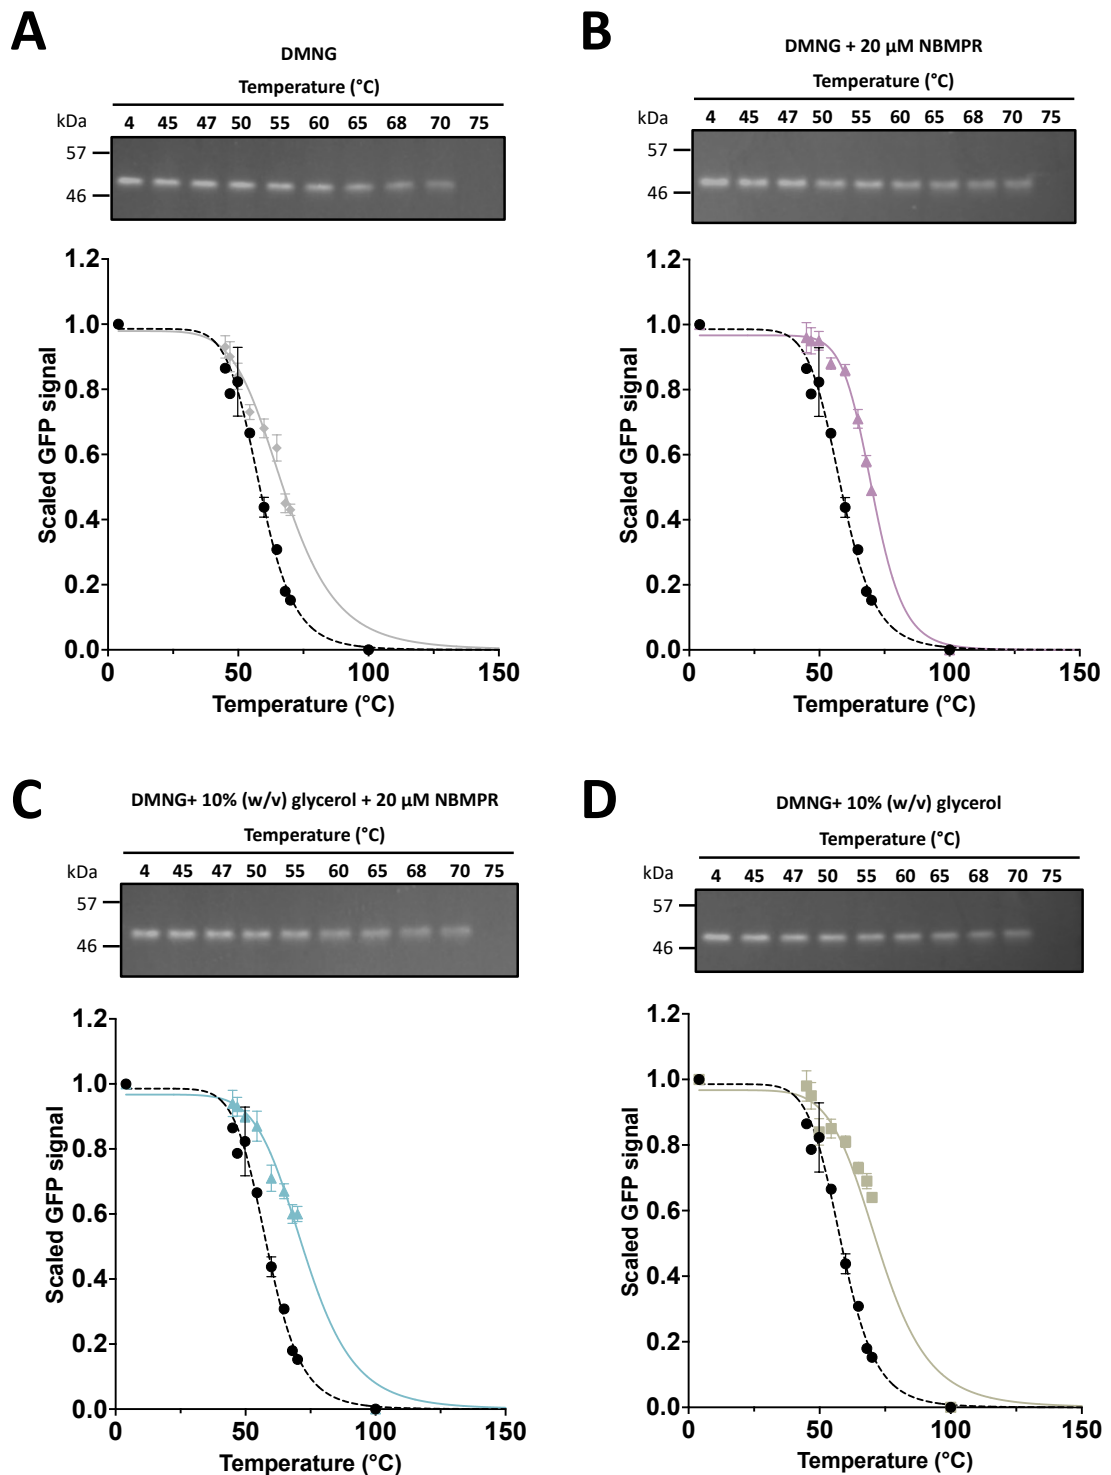 A
DMNG
Temperature (°C)
kDa 4 45 47 50 55 60 65 68 70 75
57
46
1.2
1.0
0.8
0.6
0.4
0.2
0.0
Scaled GFP signal
0 50 100 150
Temperature (°C)
B
DMNG + 20 µM NBMPR
Temperature (°C)
kDa 4 45 47 50 55 60 65 68 70 75
57
46
1.2
1.0
0.8
0.6
0.4
0.2
0.0
Scaled GFP signal
0 50 100 150
Temperature (°C)
C
DMNG+ 10% (w/v) glycerol + 20 µM NBMPR
Temperature (°C)
kDa 4 45 47 50 55 60 65 68 70 75
57
46
1.2
1.0
0.8
0.6
0.4
0.2
0.0
Scaled GFP signal
0 50 100 150
Temperature (°C)
D
DMNG+ 10% (w/v) glycerol
Temperature (°C)
kDa 4 45 47 50 55 60 65 68 70 75
57
46
1.2
1.0
0.8
0.6
0.4
0.2
0.0
Scaled GFP signal
0 50 100 150
Temperature (°C)